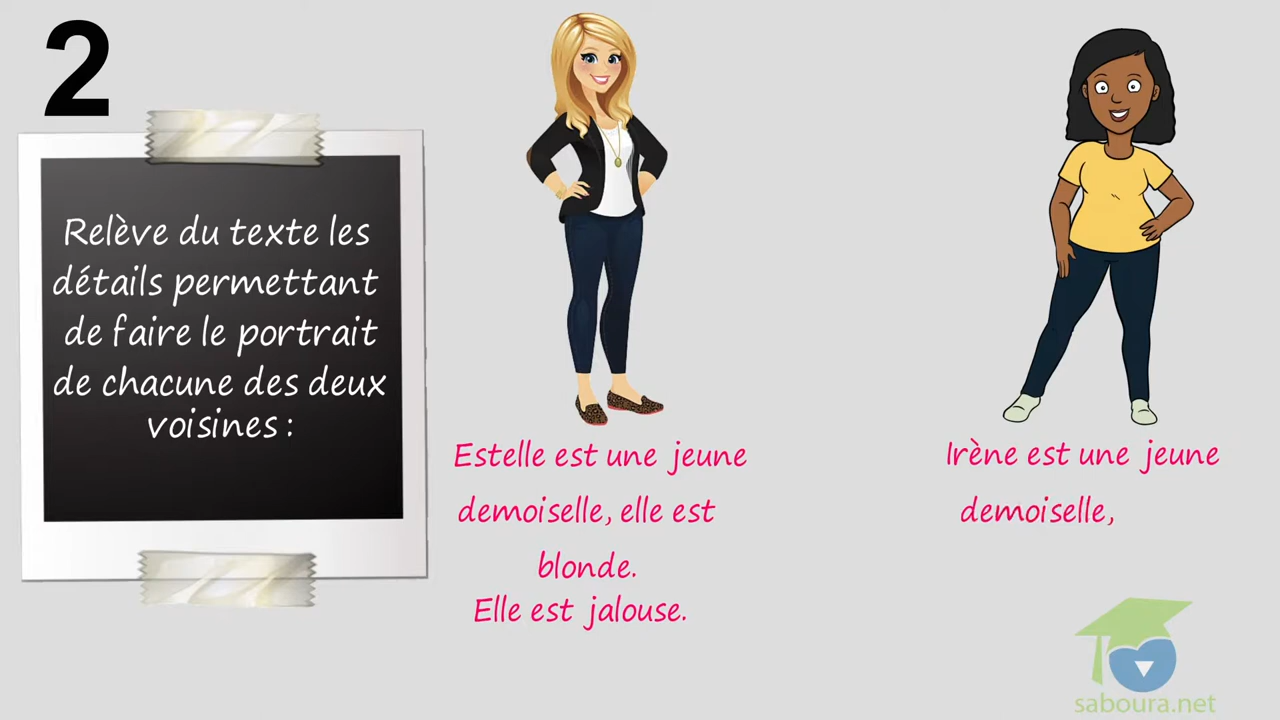 2
Relève du texte les
détails permettant
de faire le portrait
de chacune des deux
voisines :
Estelle est une jeune
demoiselle, elle est
blonde.
Elle est jalouse.
Irène est une jeune
demoiselle,
saboura.net